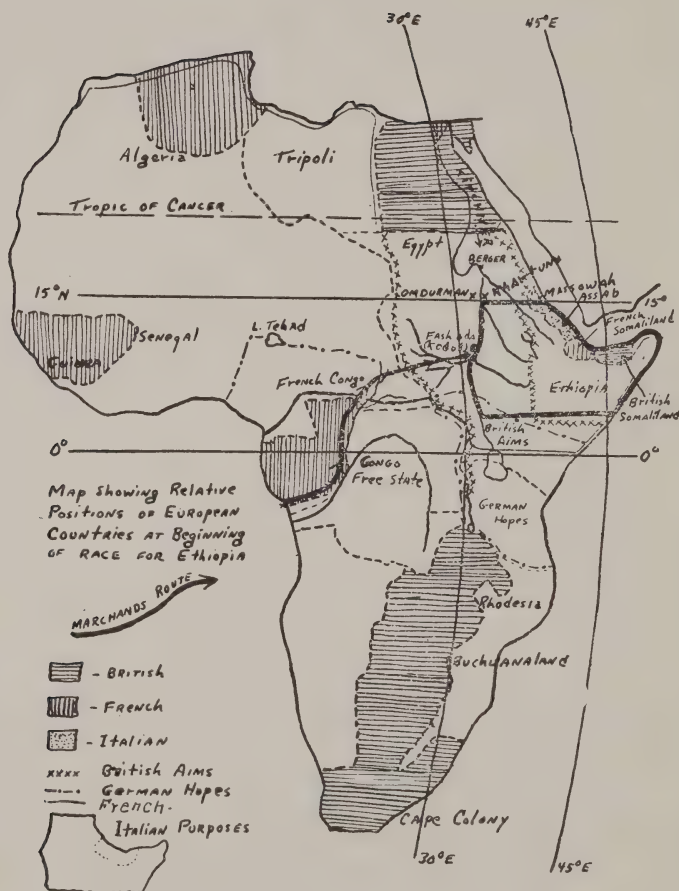 30°E
45°E
Algeria
Tripoli
TROPIC OF CANCER
Egypt
BERGER
KHARTUM
OMDURMAN
MASSOWAH
ASSAB
15°N
15°
French
Somaliland
Senegal
Guinea
L. Tchad
Fashoda
(Kodok)
French Congo
Ethiopia
British
Somaliland
British
Aims
0°
0°
Congo
Free State
German
Hopes
Map Showing Relative
Positions of European
Countries at Beginning
of Race for Ethiopia
MARCHANDS ROUTE
Rhodesia
Buchuanaland
- BRITISH
- FRENCH
- ITALIAN
xxxx British Aims
German Hopes
French-
Italian Purposes
Cape Colony
30°E
45°E